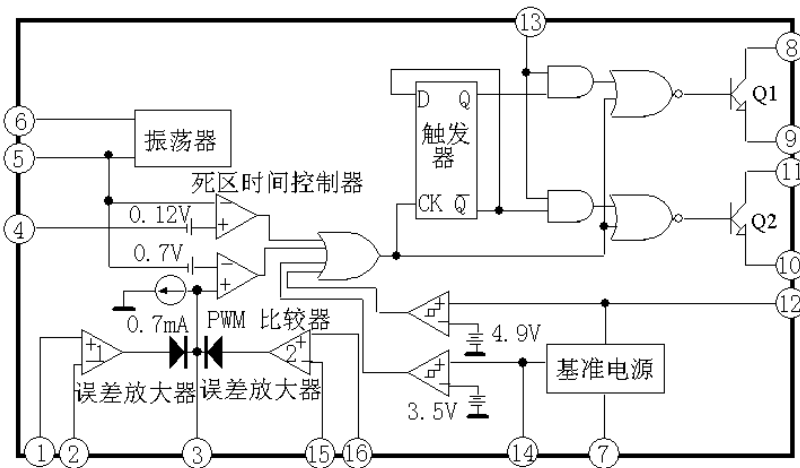 13
8
6
振荡器
D Q
触发
器
CK Q̅
Q1
5
9
死区时间控制器
11
0.12V
4
Q2
0.7V
10
12
0.7mA
PWM 比较器
4.9V
1
2
基准电源
误差放大器
误差放大器
3.5V
1
2
3
15
16
14
7